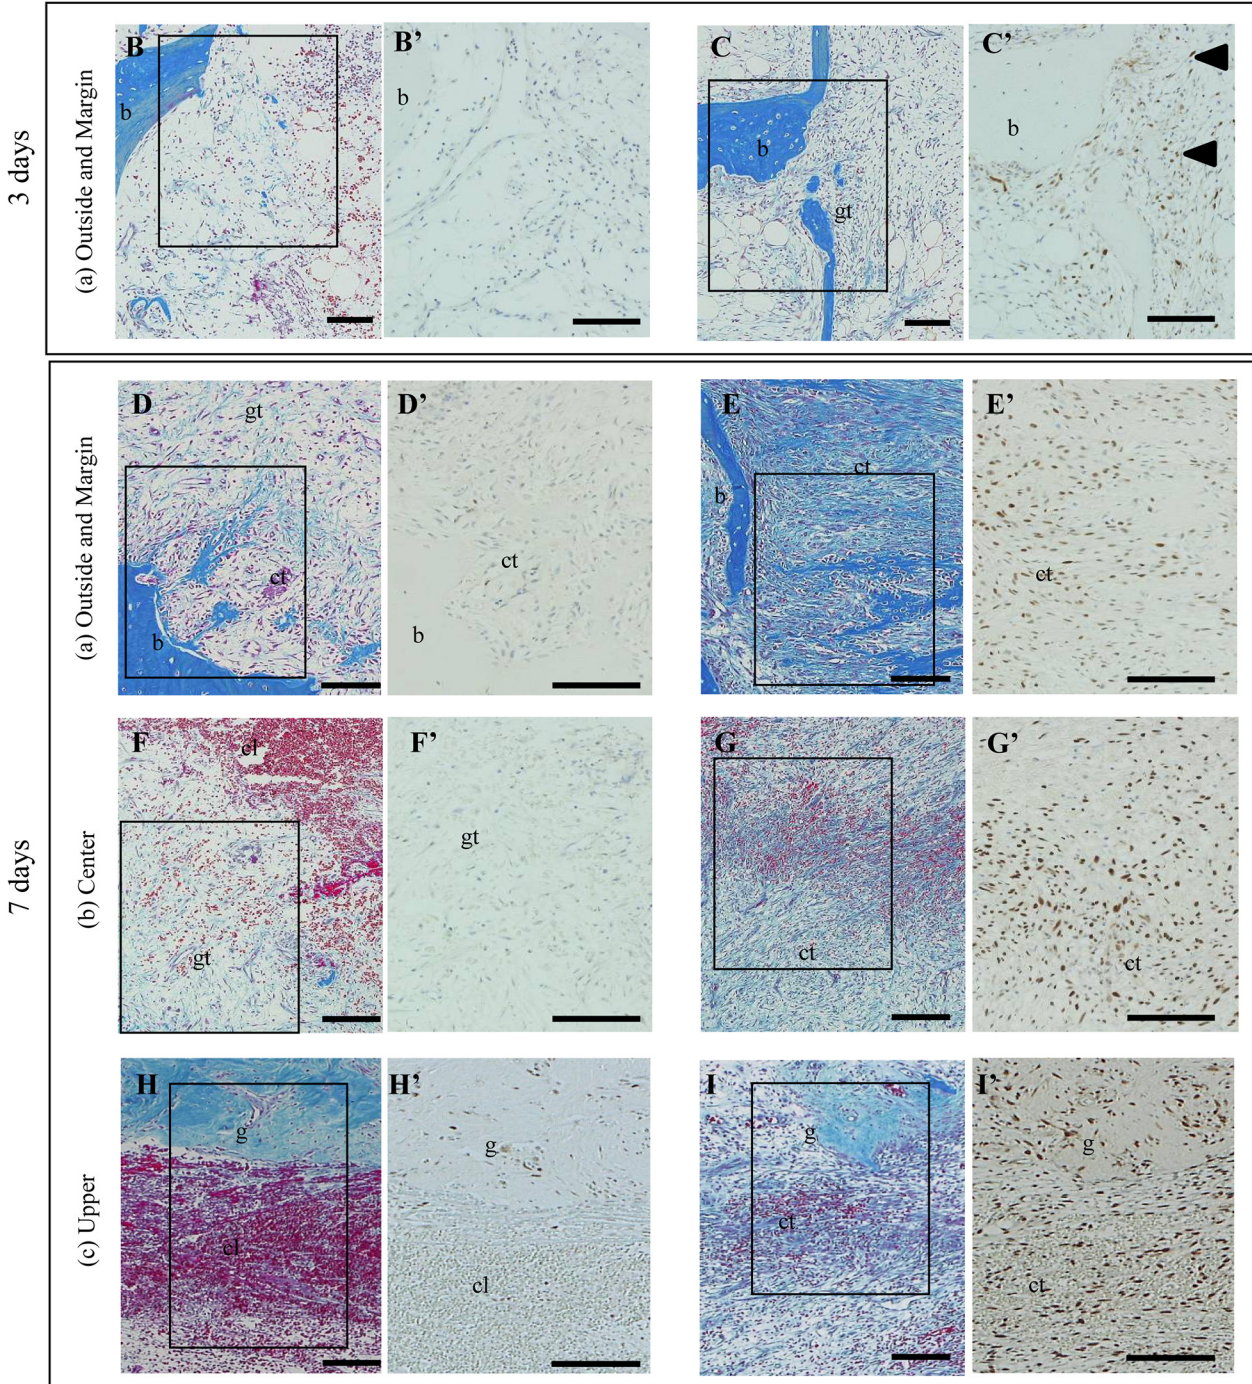 3 days
(a) Outside and Margin
B
b
B’
b
C
b
gt
C’
b
7 days
(a) Outside and Margin
D
gt
ct
b
D’
ct
b
E
ct
b
E’
ct
(b) Center
F
cl
gt
F’
gt
G
ct
G’
ct
(c) Upper
H
g
cl
H’
g
cl
I
g
ct
I’
g
ct